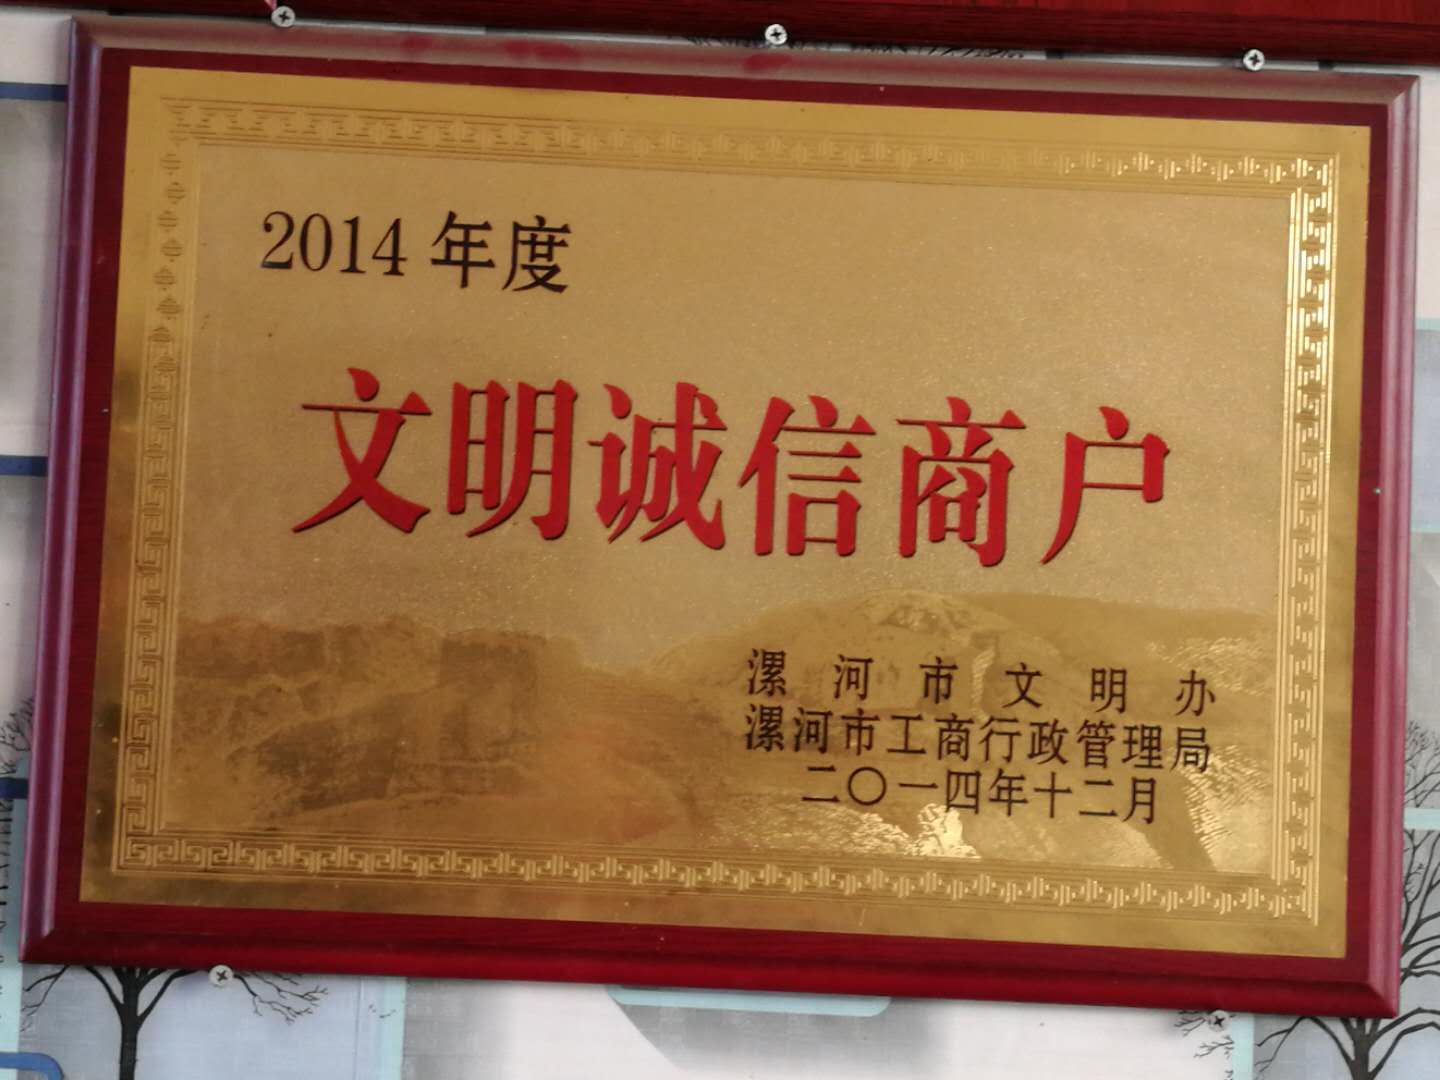 2014 年度
文明诚信商户
漯河市文明办
漯河市工商行政管理局
二〇一四年十二月